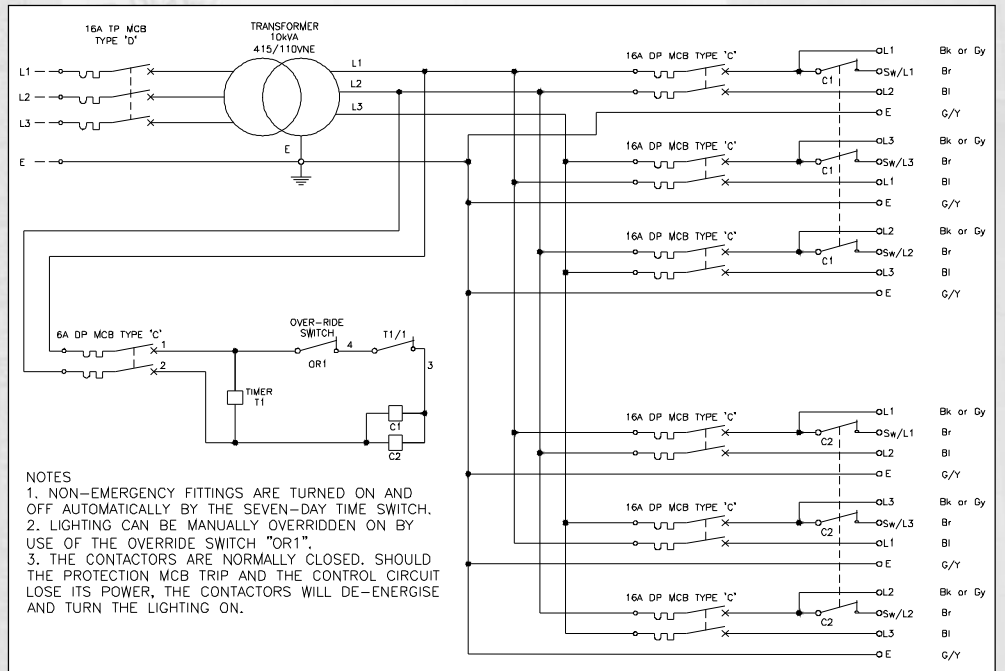 16A TP MCB
TYPE 'D'
TRANSFORMER
10kVA
415/110VNE
L1
L2
L3
E
L1
L2
L3
E
16A DP MCB TYPE 'C'
C1
L1 Bk or Gy
Sw/L1 Br
L2 Bl
E G/Y
16A DP MCB TYPE 'C'
C1
L3 Bk or Gy
Sw/L3 Br
L1 Bl
E G/Y
16A DP MCB TYPE 'C'
C1
L2 Bk or Gy
Sw/L2 Br
L3 Bl
E G/Y
6A DP MCB TYPE 'C'
1
2
OVER-RIDE
SWITCH
OR1
4
T1/1
3
TIMER
T1
C1
C2
16A DP MCB TYPE 'C'
C2
L1 Bk or Gy
Sw/L1 Br
L2 Bl
E G/Y
16A DP MCB TYPE 'C'
C2
L3 Bk or Gy
Sw/L3 Br
L1 Bl
E G/Y
16A DP MCB TYPE 'C'
C2
L2 Bk or Gy
Sw/L2 Br
L3 Bl
E G/Y
NOTES
1. NON-EMERGENCY FITTINGS ARE TURNED ON AND
OFF AUTOMATICALLY BY THE SEVEN-DAY TIME SWITCH.
2. LIGHTING CAN BE MANUALLY OVERRIDDEN ON BY
USE OF THE OVERRIDE SWITCH "OR1".
3. THE CONTACTORS ARE NORMALLY CLOSED. SHOULD
THE PROTECTION MCB TRIP AND THE CONTROL CIRCUIT
LOSE ITS POWER, THE CONTACTORS WILL DE-ENERGISE
AND TURN THE LIGHTING ON.